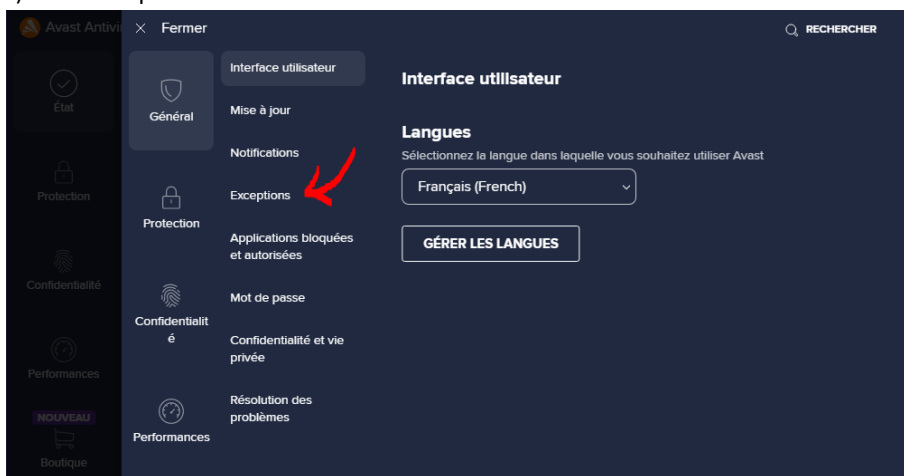 Avast Antivi
État
Protection
Confidentialité
Performances
NOUVEAU
Boutique
Fermer
Général
Protection
Confidentialit
é
Performances
Interface utilisateur
Mise à jour
Notifications
Exceptions
Applications bloquées
et autorisées
Mot de passe
Confidentialité et vie
privée
Résolution des
problèmes
RECHERCHER
Interface utilisateur
Langues
Sélectionnez la langue dans laquelle vous souhaitez utiliser Avast
Français (French)
GÉRER LES LANGUES